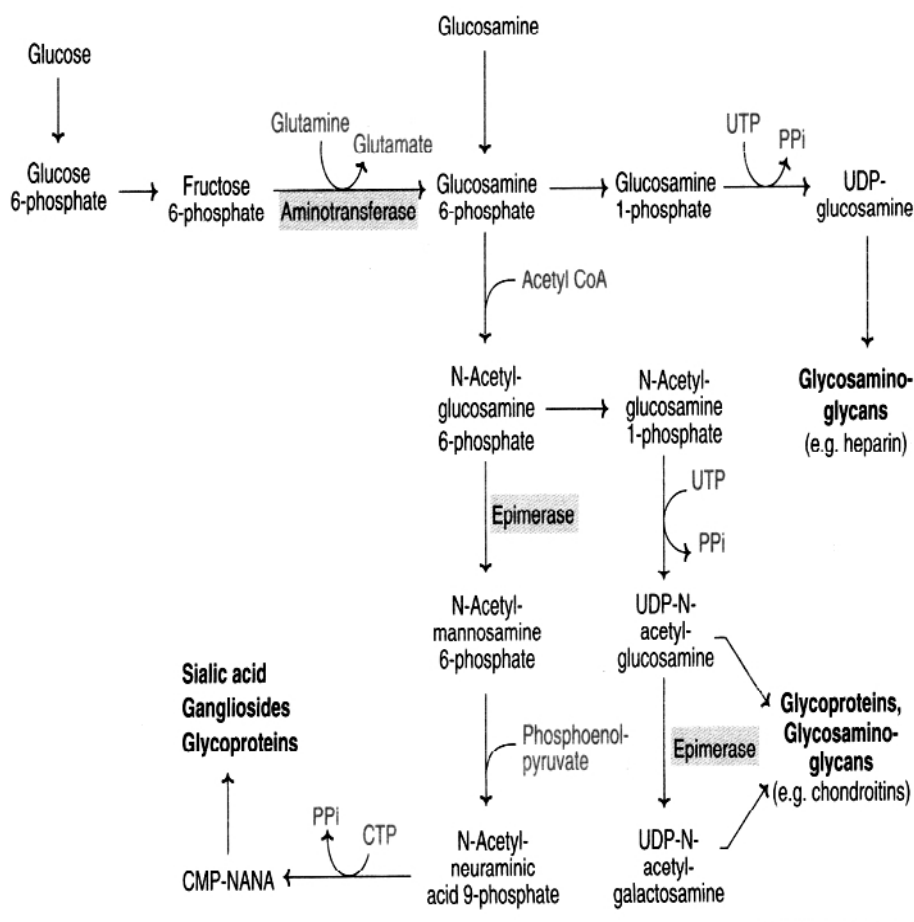 Glucosamine
Glucose
Glutamine
Glutamate
UTP
PPi
Glucose
6-phosphate
Fructose
6-phosphate
Aminotransferase
Glucosamine
6-phosphate
Glucosamine
1-phosphate
UDP-
glucosamine
Acetyl CoA
N-Acetyl-
glucosamine
6-phosphate
N-Acetyl-
glucosamine
1-phosphate
Glycosamino-
glycans
(e.g. heparin)
Epimerase
UTP
PPi
N-Acetyl-
mannosamine
6-phosphate
UDP-N-
acetyl-
glucosamine
Sialic acid
Gangliosides
Glycoproteins
Phosphoenol-
pyruvate
Epimerase
Glycoproteins,
Glycosamino-
glycans
(e.g. chondroitins)
PPi
CTP
CMP-NANA
N-Acetyl-
neuraminic
acid 9-phosphate
UDP-N-
acetyl-
galactosamine